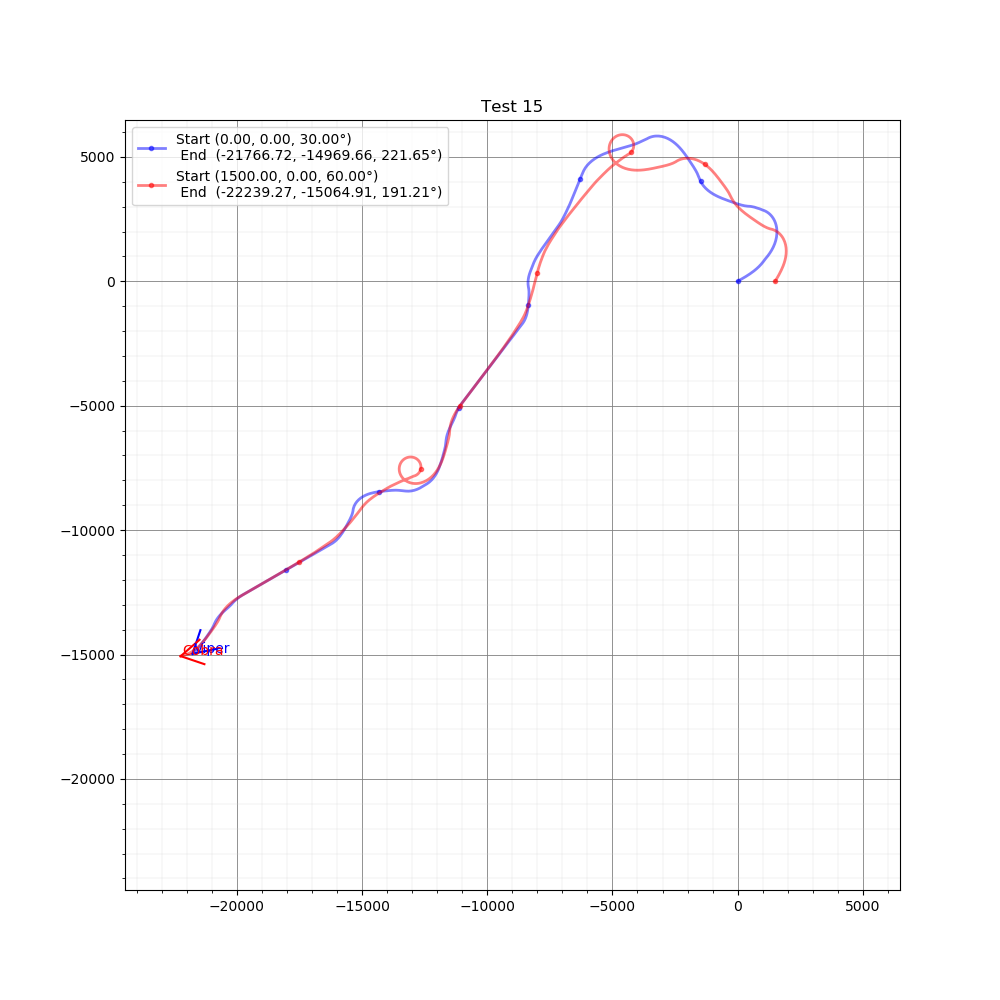 Test 15
Start (0.00, 0.00, 30.00°)
End (-21766.72, -14969.66, 221.65°)
Start (1500.00, 0.00, 60.00°)
End (-22239.27, -15064.91, 191.21°)
5000
0
−5000
−10000
−15000
−20000
−20000 −15000 −10000 −5000 0 5000